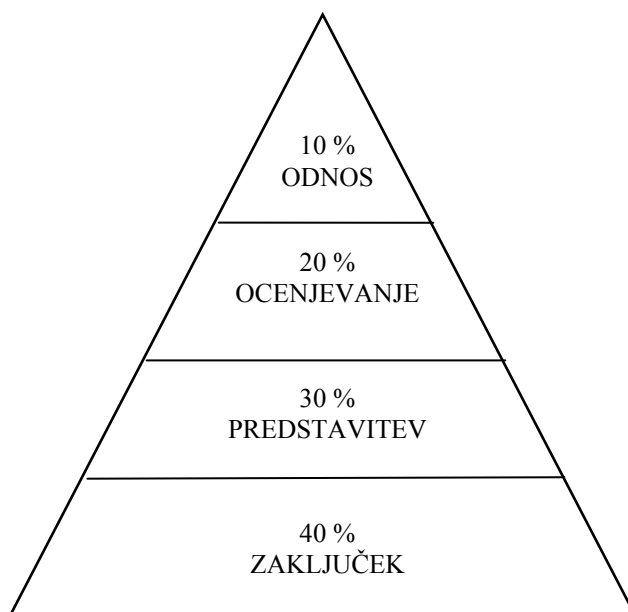 10 %
ODNOS
20 %
OCENJEVANJE
30 %
PREDSTAVITEV
40 %
ZAKLJUČEK